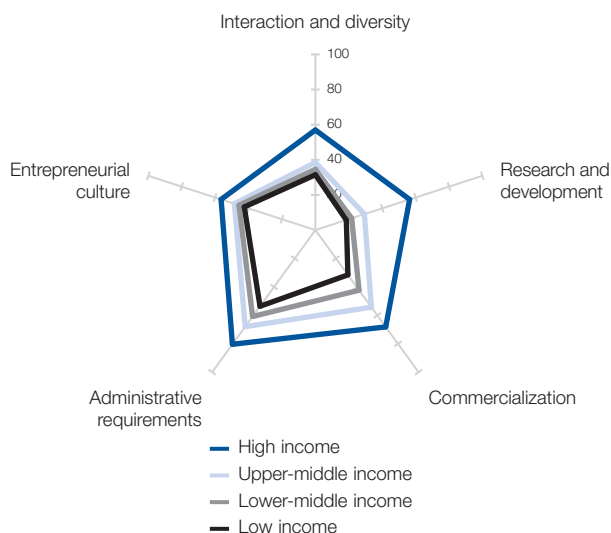 Interaction and diversity
100
80
60
40
Entrepreneurial
culture
Research and
development
Administrative
requirements
Commercialization
High income
Upper-middle income
Lower-middle income
Low income